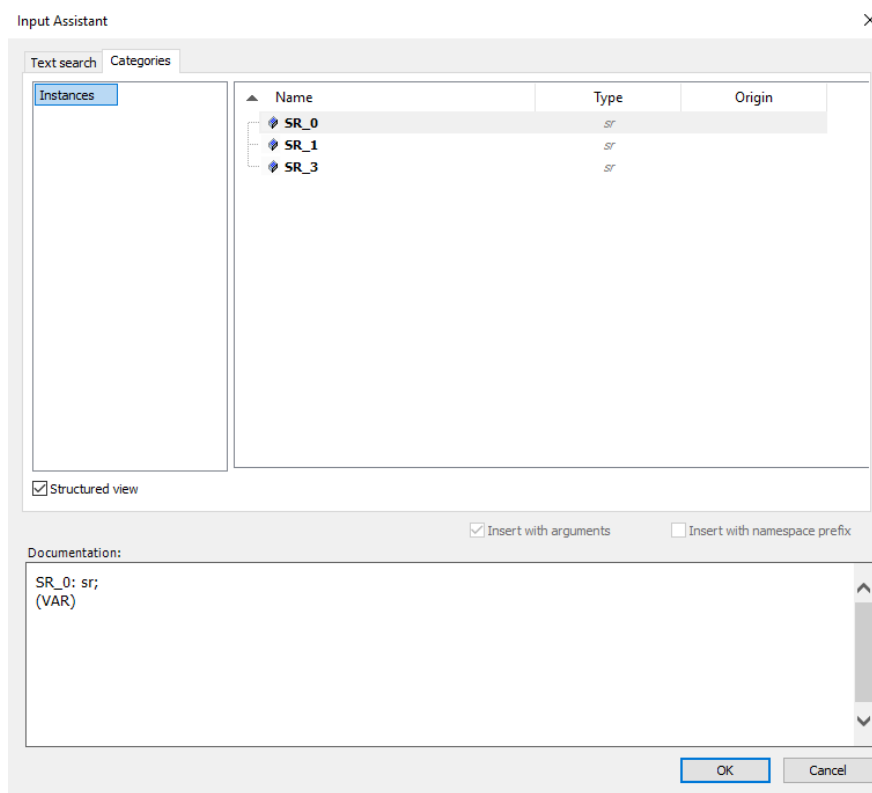 Input Assistant
Text search Categories
Instances
Name Type Origin
SR_0 sr
SR_1 sr
SR_3 sr
Structured view
Insert with arguments Insert with namespace prefix
Documentation:
SR_0: sr;
(VAR)
OK Cancel